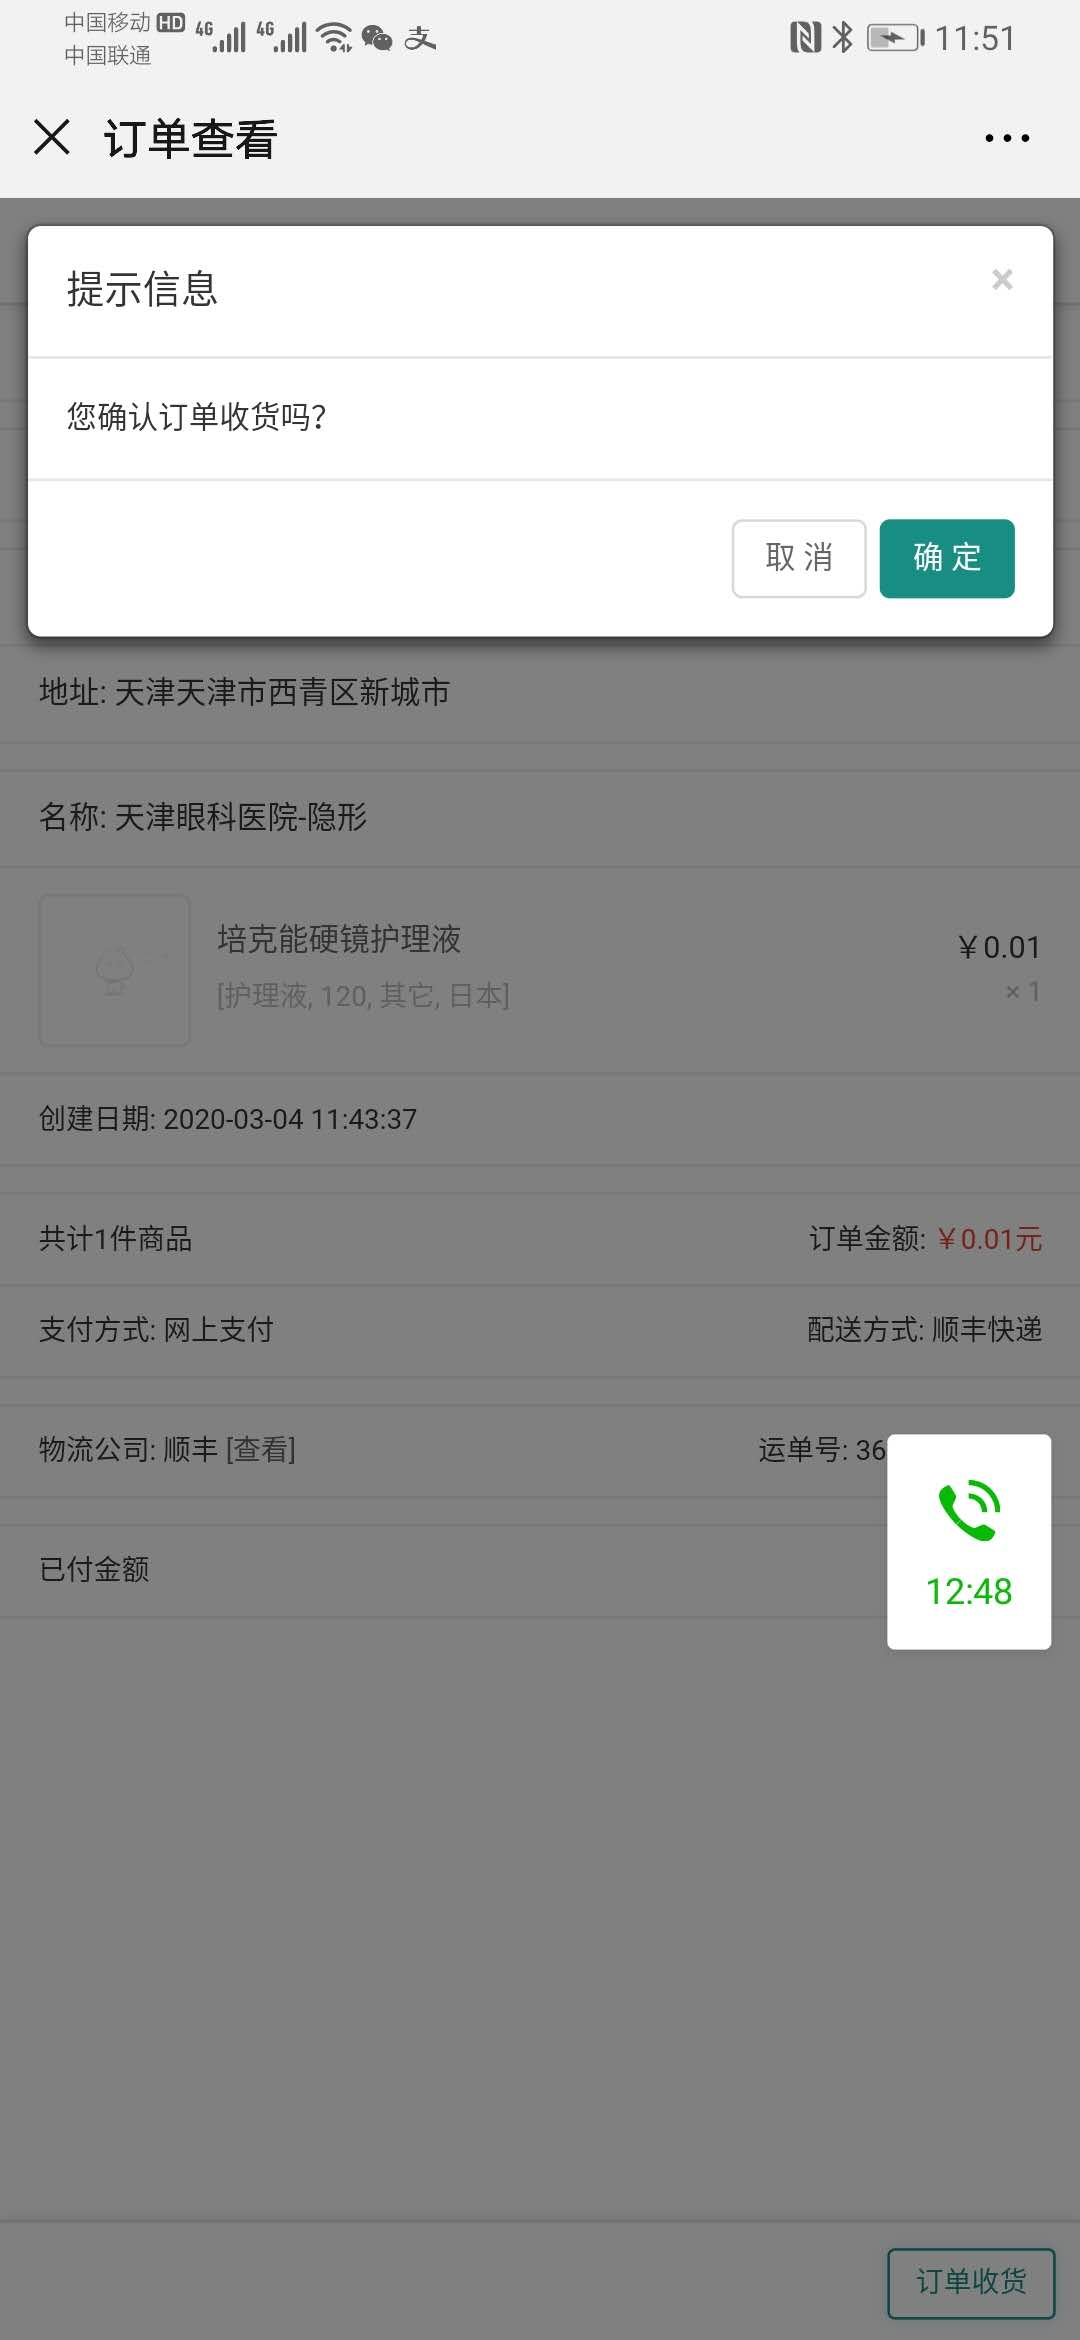 中国移动 HD 4G 4G 11:51
中国联通
订单查看
提示信息 ×
您确认订单收货吗?
取消 确定
地址: 天津天津市西青区新城市
名称: 天津眼科医院-隐形
培克能硬镜护理液 ￥0.01
[护理液, 120, 其它, 日本] × 1
创建日期: 2020-03-04 11:43:37
共计1件商品 订单金额: ￥0.01元
支付方式: 网上支付 配送方式: 顺丰快递
物流公司: 顺丰 [查看] 运单号: 36
12:48
已付金额
订单收货